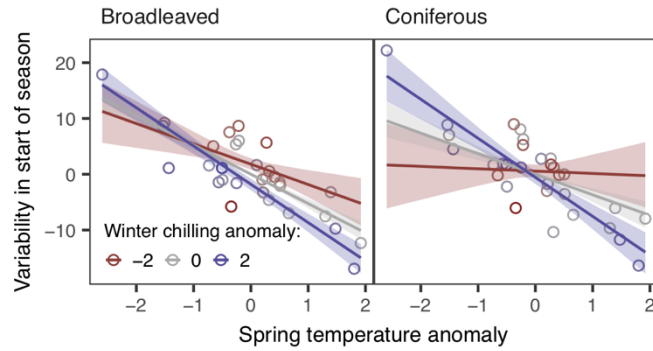 Broadleaved
Coniferous
Variability in start of season
20
10
0
−10
Winter chilling anomaly:
-2 0 2
−2 −1 0 1 2
−2 −1 0 1 2
Spring temperature anomaly